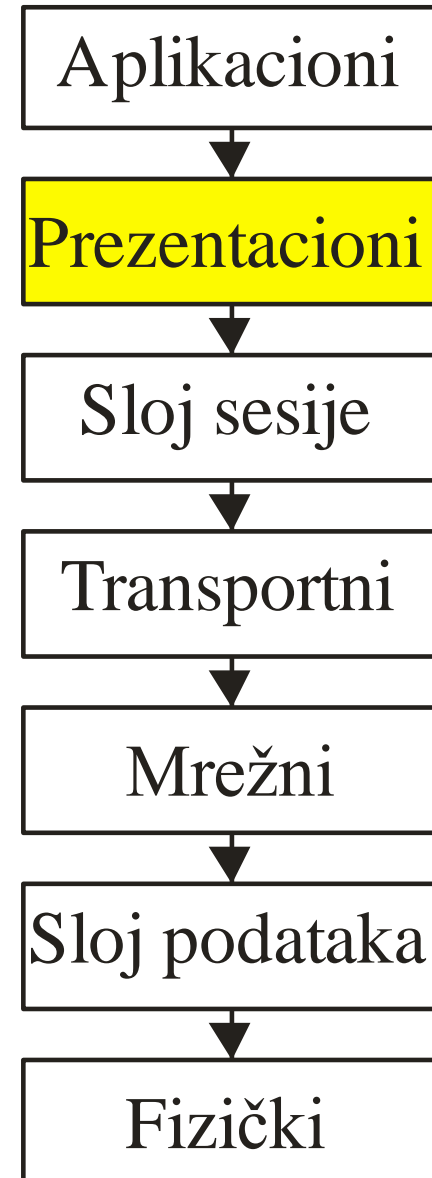 Aplikacioni
Prezentacioni
Sloj sesije
Transportni
Mrežni
Sloj podataka
Fizički